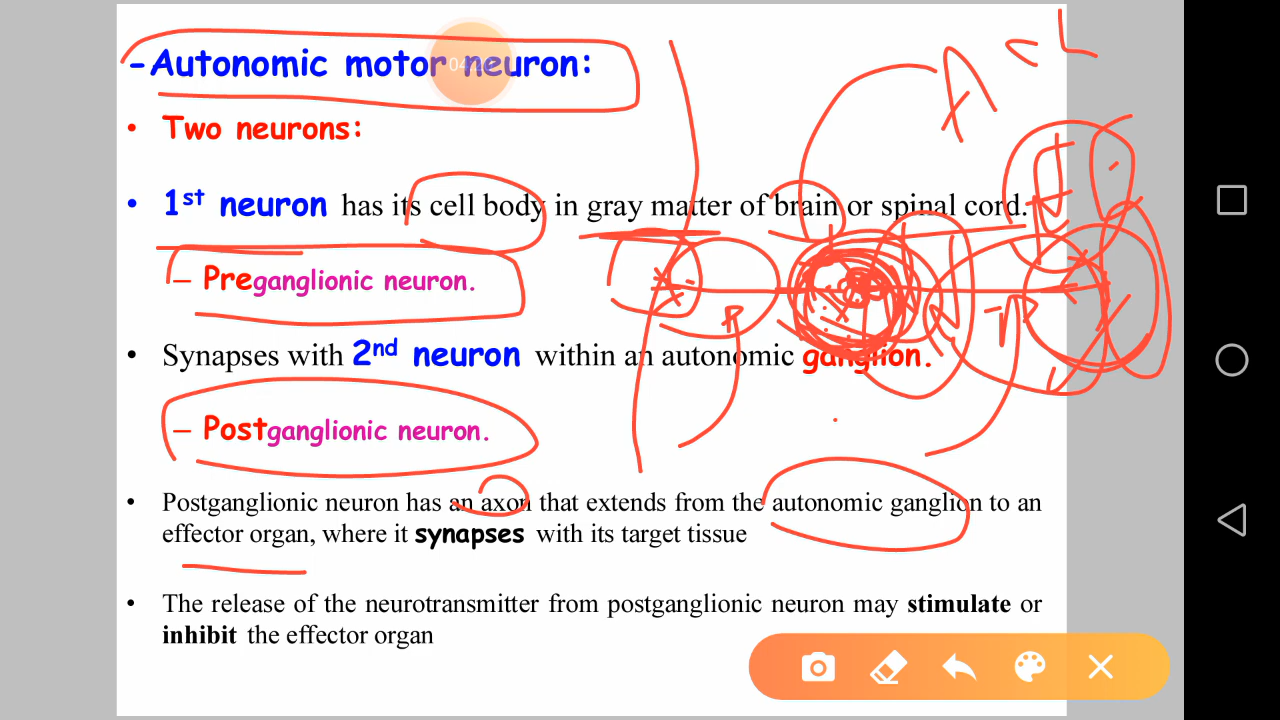 -Autonomic motor neuron:
• Two neurons:
• 1st neuron has its cell body in gray matter of brain or spinal cord.
– Preganglionic neuron.
• Synapses with 2nd neuron within an autonomic ganglion.
– Postganglionic neuron.
• Postganglionic neuron has an axon that extends from the autonomic ganglion to an
effector organ, where it synapses with its target tissue
• The release of the neurotransmitter from postganglionic neuron may stimulate or
inhibit the effector organ